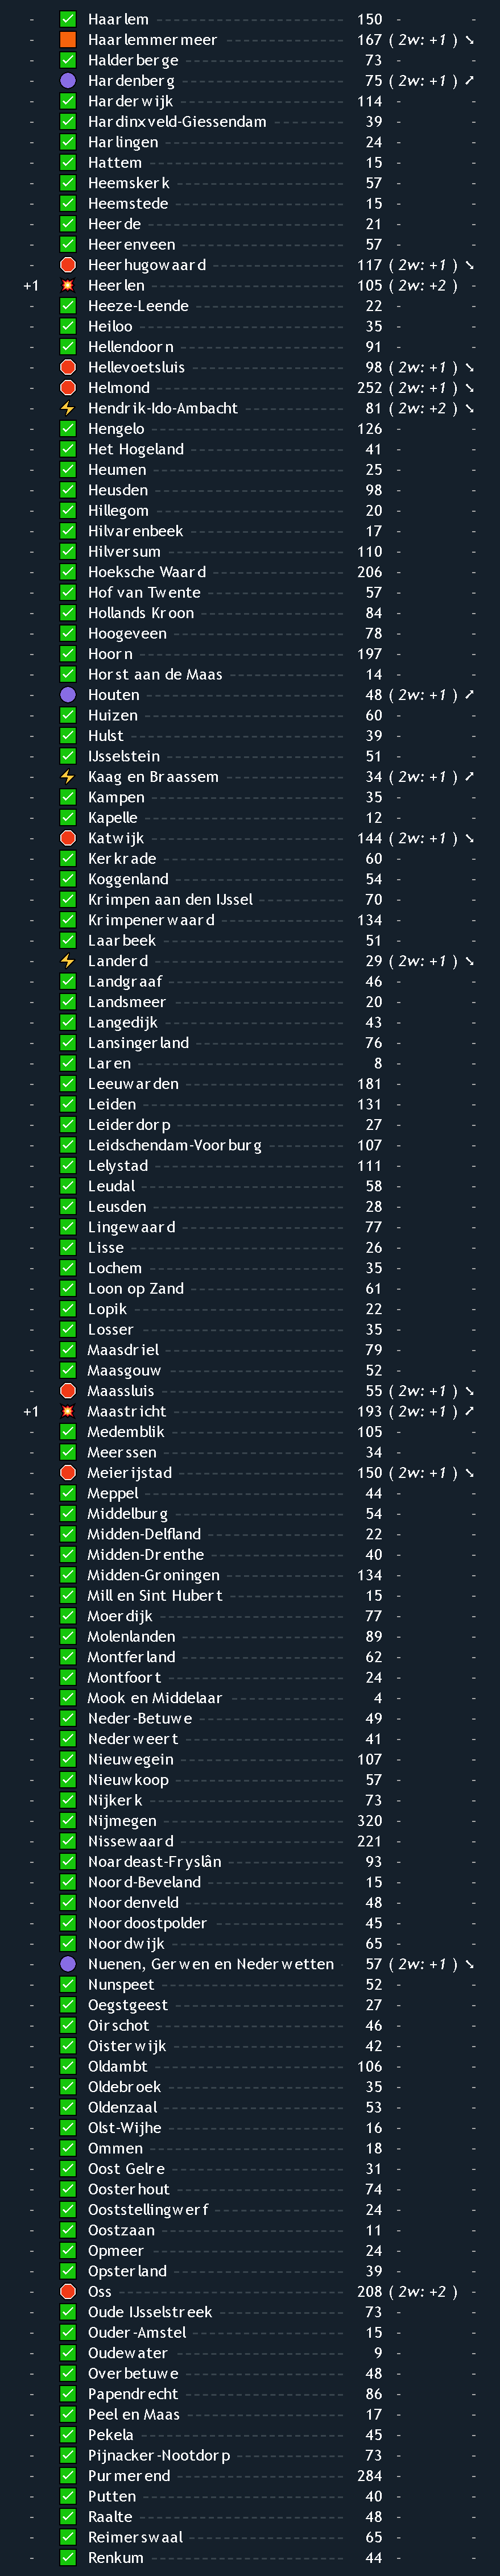 - ✅ Haarlem 150 - -
- 🟧 Haarlemmermeer 167 ( 2w: +1 ) ↘
- ✅ Halderberge 73 - -
- 🟣 Hardenberg 75 ( 2w: +1 ) ↗
- ✅ Harderwijk 114 - -
- ✅ Hardinxveld-Giessendam 39 - -
- ✅ Harlingen 24 - -
- ✅ Hattem 15 - -
- ✅ Heemskerk 57 - -
- ✅ Heemstede 15 - -
- ✅ Heerde 21 - -
- ✅ Heerenveen 57 - -
- 🛑 Heerhugowaard 117 ( 2w: +1 ) ↘
+1 💥 Heerlen 105 ( 2w: +2 ) -
- ✅ Heeze-Leende 22 - -
- ✅ Heiloo 35 - -
- ✅ Hellendoorn 91 - -
- 🛑 Hellevoetsluis 98 ( 2w: +1 ) ↘
- 🛑 Helmond 252 ( 2w: +1 ) ↘
- ⚡ Hendrik-Ido-Ambacht 81 ( 2w: +2 ) ↘
- ✅ Hengelo 126 - -
- ✅ Het Hogeland 41 - -
- ✅ Heumen 25 - -
- ✅ Heusden 98 - -
- ✅ Hillegom 20 - -
- ✅ Hilvarenbeek 17 - -
- ✅ Hilversum 110 - -
- ✅ Hoeksche Waard 206 - -
- ✅ Hof van Twente 57 - -
- ✅ Hollands Kroon 84 - -
- ✅ Hoogeveen 78 - -
- ✅ Hoorn 197 - -
- ✅ Horst aan de Maas 14 - -
- 🟣 Houten 48 ( 2w: +1 ) ↗
- ✅ Huizen 60 - -
- ✅ Hulst 39 - -
- ✅ IJsselstein 51 - -
- ⚡ Kaag en Braassem 34 ( 2w: +1 ) ↗
- ✅ Kampen 35 - -
- ✅ Kapelle 12 - -
- 🛑 Katwijk 144 ( 2w: +1 ) ↘
- ✅ Kerkrade 60 - -
- ✅ Koggenland 54 - -
- ✅ Krimpen aan den IJssel 70 - -
- ✅ Krimpenerwaard 134 - -
- ✅ Laarbeek 51 - -
- ⚡ Landerd 29 ( 2w: +1 ) ↘
- ✅ Landgraaf 46 - -
- ✅ Landsmeer 20 - -
- ✅ Langedijk 43 - -
- ✅ Lansingerland 76 - -
- ✅ Laren 8 - -
- ✅ Leeuwarden 181 - -
- ✅ Leiden 131 - -
- ✅ Leiderdorp 27 - -
- ✅ Leidschendam-Voorburg 107 - -
- ✅ Lelystad 111 - -
- ✅ Leudal 58 - -
- ✅ Leusden 28 - -
- ✅ Lingewaard 77 - -
- ✅ Lisse 26 - -
- ✅ Lochem 35 - -
- ✅ Loon op Zand 61 - -
- ✅ Lopik 22 - -
- ✅ Losser 35 - -
- ✅ Maasdriel 79 - -
- ✅ Maasgouw 52 - -
- 🛑 Maassluis 55 ( 2w: +1 ) ↘
+1 💥 Maastricht 193 ( 2w: +1 ) ↗
- ✅ Medemblik 105 - -
- ✅ Meerssen 34 - -
- 🛑 Meierijstad 150 ( 2w: +1 ) ↘
- ✅ Meppel 44 - -
- ✅ Middelburg 54 - -
- ✅ Midden-Delfland 22 - -
- ✅ Midden-Drenthe 40 - -
- ✅ Midden-Groningen 134 - -
- ✅ Mill en Sint Hubert 15 - -
- ✅ Moerdijk 77 - -
- ✅ Molenlanden 89 - -
- ✅ Montferland 62 - -
- ✅ Montfoort 24 - -
- ✅ Mook en Middelaar 4 - -
- ✅ Neder-Betuwe 49 - -
- ✅ Nederweert 41 - -
- ✅ Nieuwegein 107 - -
- ✅ Nieuwkoop 57 - -
- ✅ Nijkerk 73 - -
- ✅ Nijmegen 320 - -
- ✅ Nissewaard 221 - -
- ✅ Noardeast-Fryslân 93 - -
- ✅ Noord-Beveland 15 - -
- ✅ Noordenveld 48 - -
- ✅ Noordoostpolder 45 - -
- ✅ Noordwijk 65 - -
- 🟣 Nuenen, Gerwen en Nederwetten 57 ( 2w: +1 ) ↘
- ✅ Nunspeet 52 - -
- ✅ Oegstgeest 27 - -
- ✅ Oirschot 46 - -
- ✅ Oisterwijk 42 - -
- ✅ Oldambt 106 - -
- ✅ Oldebroek 35 - -
- ✅ Oldenzaal 53 - -
- ✅ Olst-Wijhe 16 - -
- ✅ Ommen 18 - -
- ✅ Oost Gelre 31 - -
- ✅ Oosterhout 74 - -
- ✅ Ooststellingwerf 24 - -
- ✅ Oostzaan 11 - -
- ✅ Opmeer 24 - -
- ✅ Opsterland 39 - -
- 🛑 Oss 208 ( 2w: +2 ) -
- ✅ Oude IJsselstreek 73 - -
- ✅ Ouder-Amstel 15 - -
- ✅ Oudewater 9 - -
- ✅ Overbetuwe 48 - -
- ✅ Papendrecht 86 - -
- ✅ Peel en Maas 17 - -
- ✅ Pekela 45 - -
- ✅ Pijnacker-Nootdorp 73 - -
- ✅ Purmerend 284 - -
- ✅ Putten 40 - -
- ✅ Raalte 48 - -
- ✅ Reimerswaal 65 - -
- ✅ Renkum 44 - -